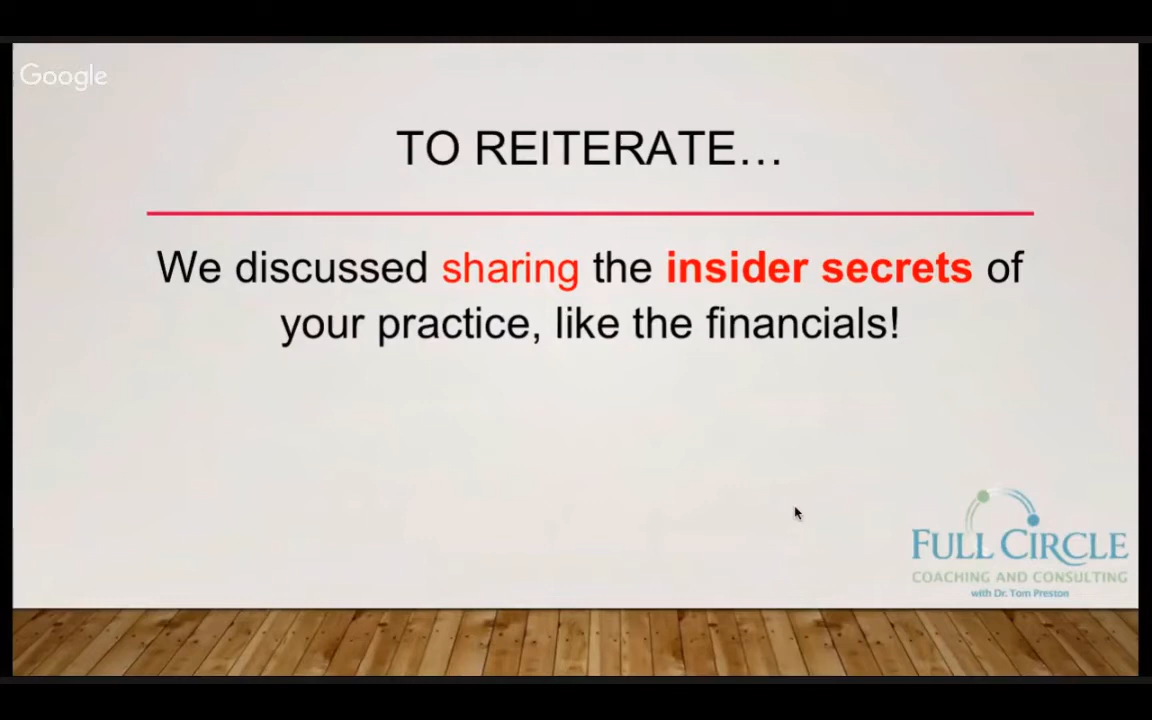 Google
TO REITERATE…
We discussed sharing the insider secrets of
your practice, like the financials!
FULL CIRCLE
COACHING AND CONSULTING
with Dr. Tom Preston